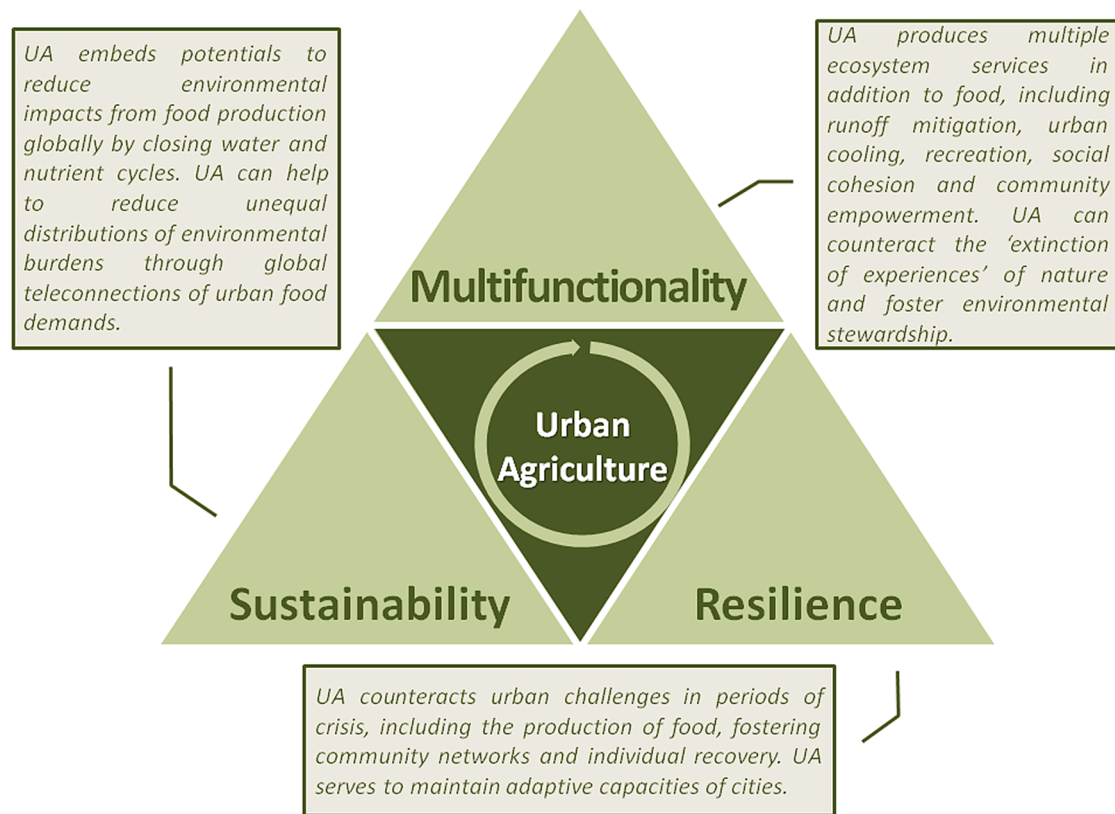 UA embeds potentials to
reduce environmental
impacts from food production
globally by closing water and
nutrient cycles. UA can help
to reduce unequal
distributions of environmental
burdens through global
teleconnections of urban food
demands.
UA produces multiple
ecosystem services in
addition to food, including
runoff mitigation, urban
cooling, recreation, social
cohesion and community
empowerment. UA can
counteract the ‘extinction
of experiences’ of nature
and foster environmental
stewardship.
Multifunctionality
Urban
Agriculture
Sustainability
Resilience
UA counteracts urban challenges in periods of
crisis, including the production of food, fostering
community networks and individual recovery. UA
serves to maintain adaptive capacities of cities.